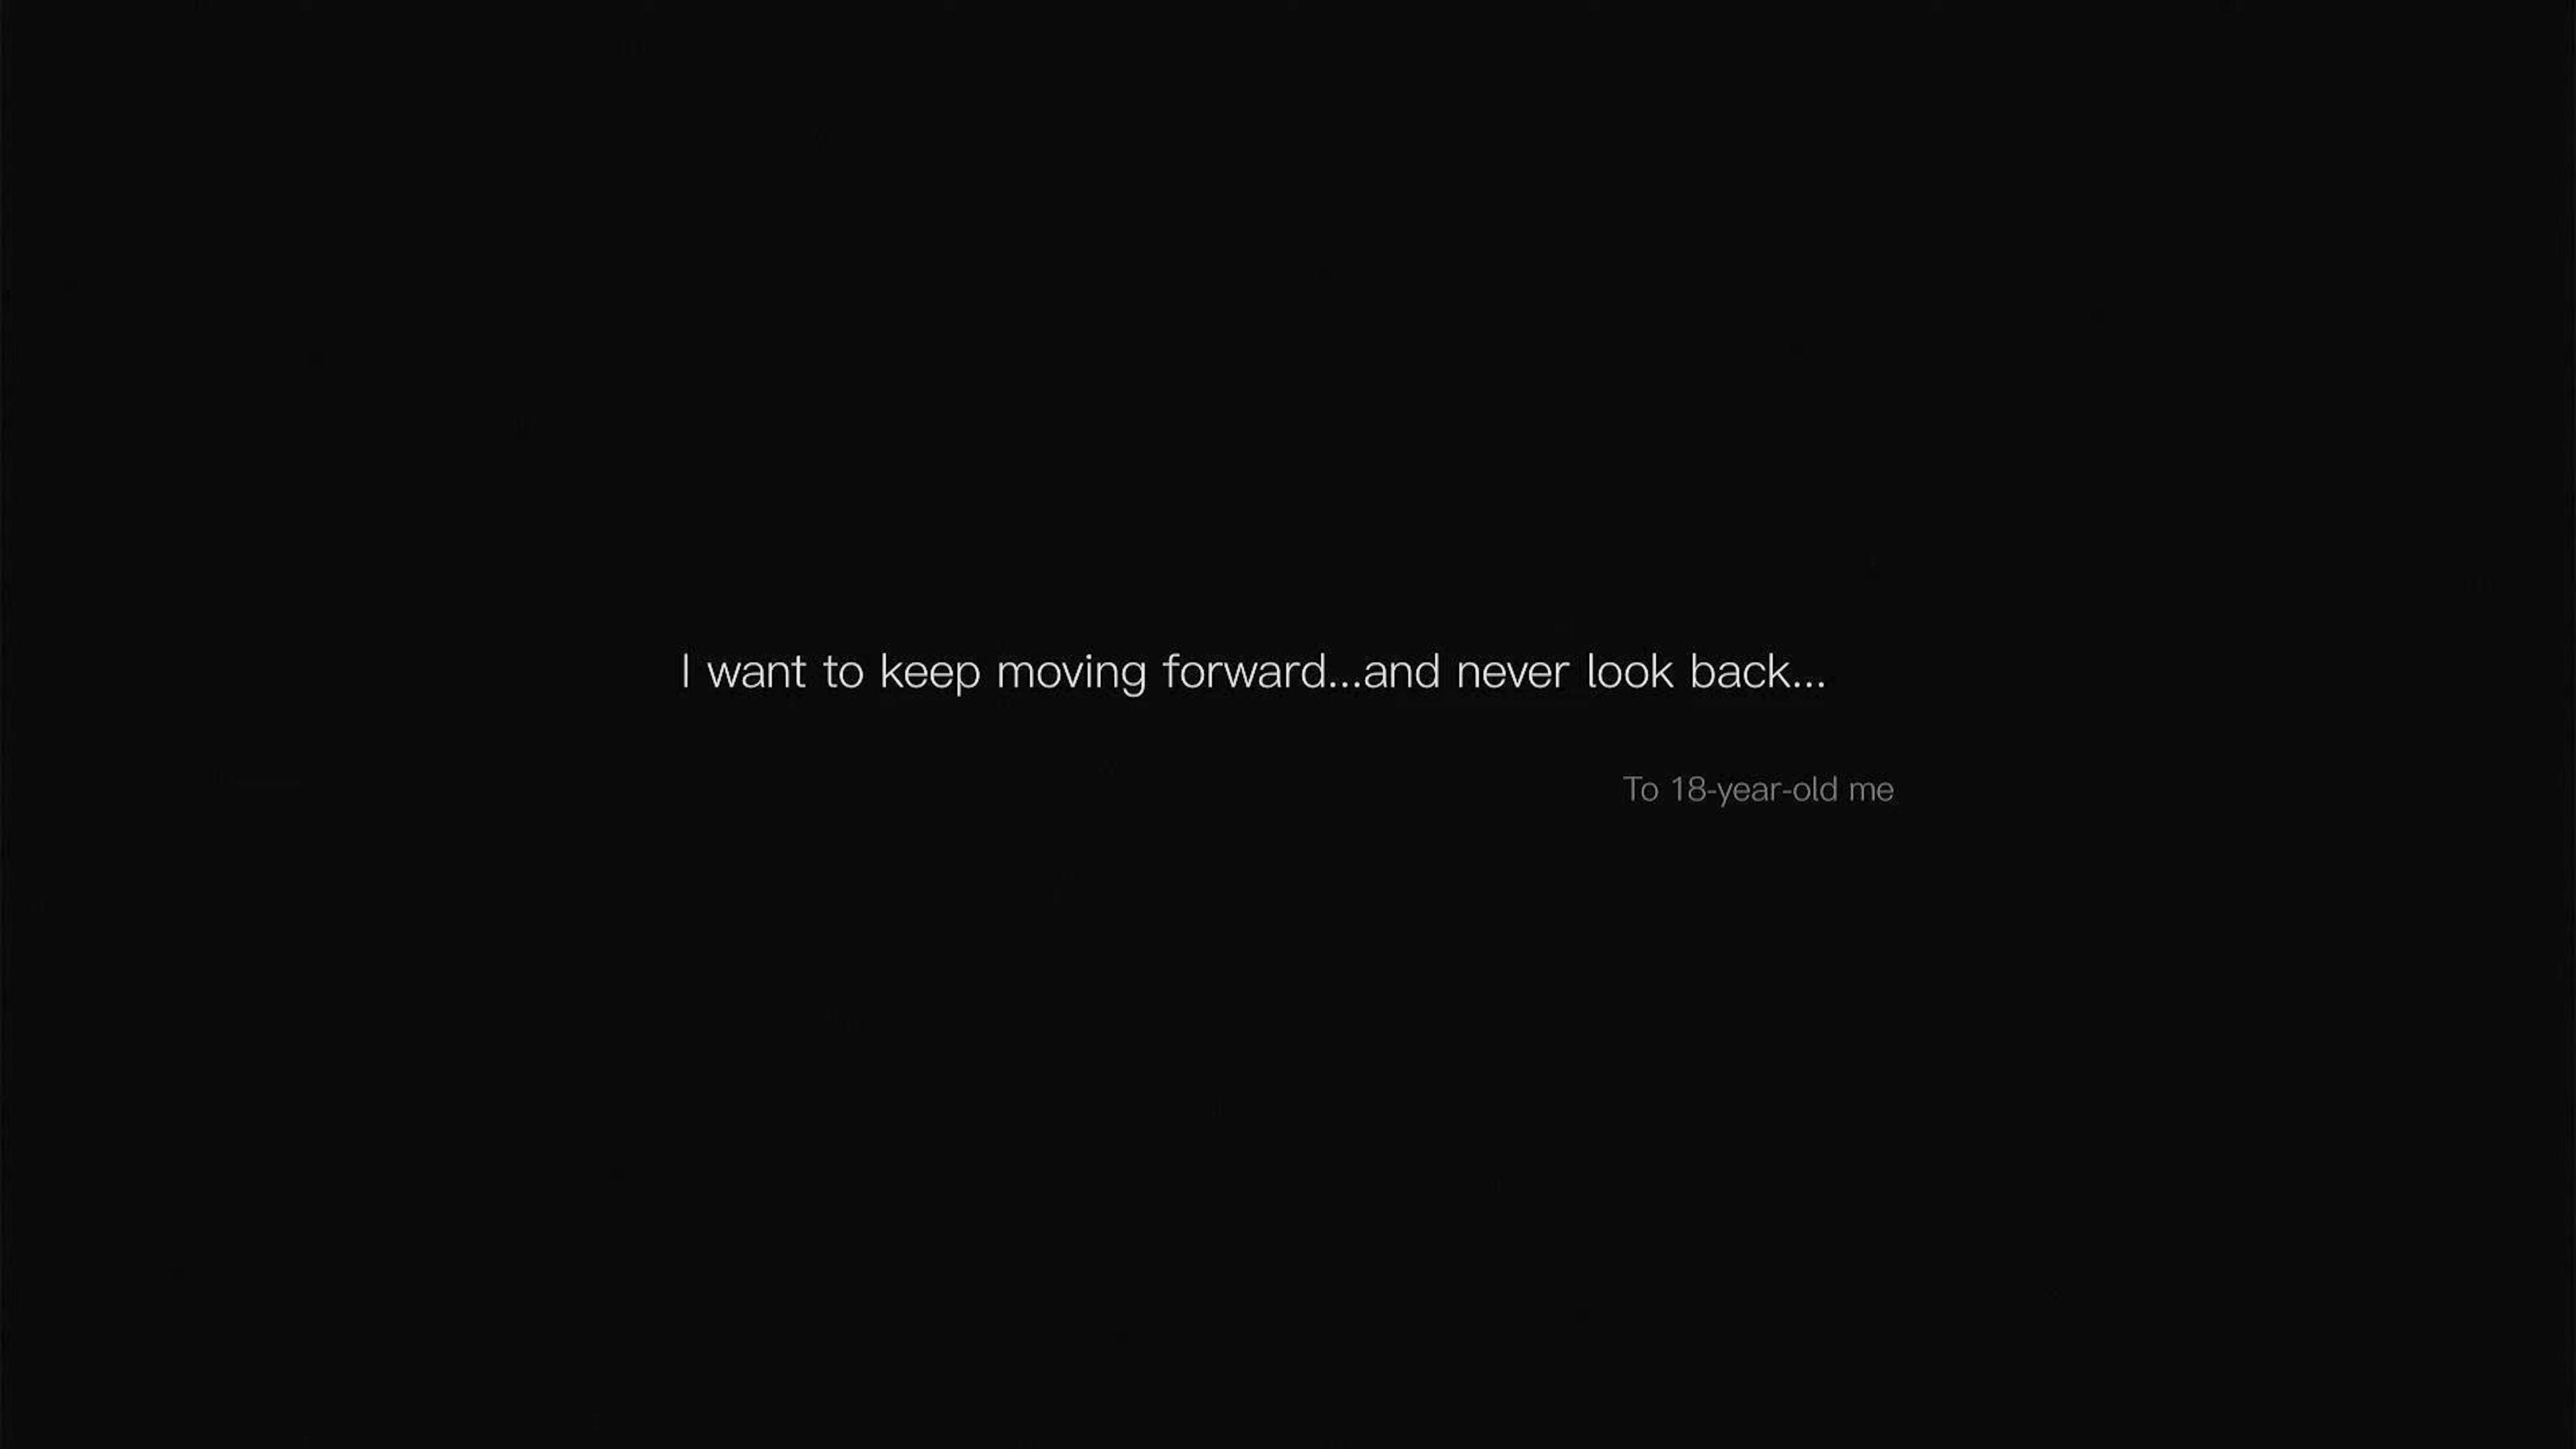 I want to keep moving forward...and never look back...
To 18-year-old me